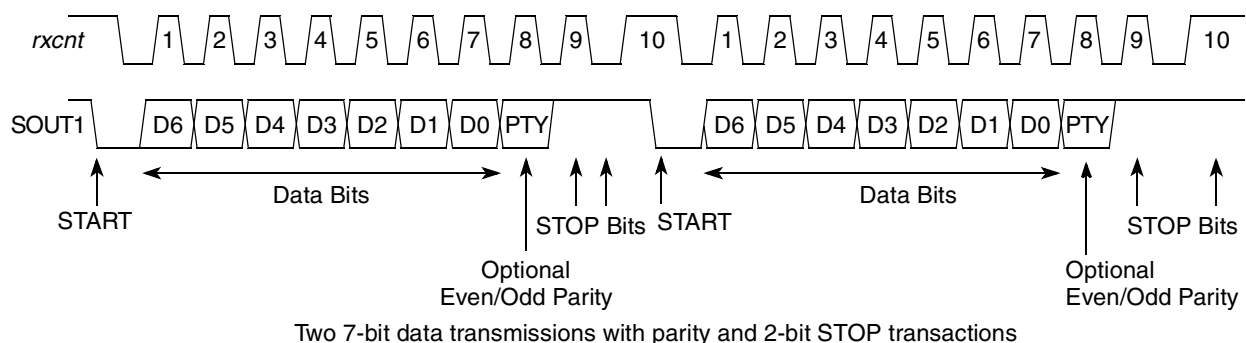 rxcnt 1 2 3 4 5 6 7 8 9 10 1 2 3 4 5 6 7 8 9 10
SOUT1 D6 D5 D4 D3 D2 D1 D0 PTY D6 D5 D4 D3 D2 D1 D0 PTY
Data Bits Data Bits
START STOP Bits START STOP Bits
Optional Optional
Even/Odd Parity Even/Odd Parity
Two 7-bit data transmissions with parity and 2-bit STOP transactions